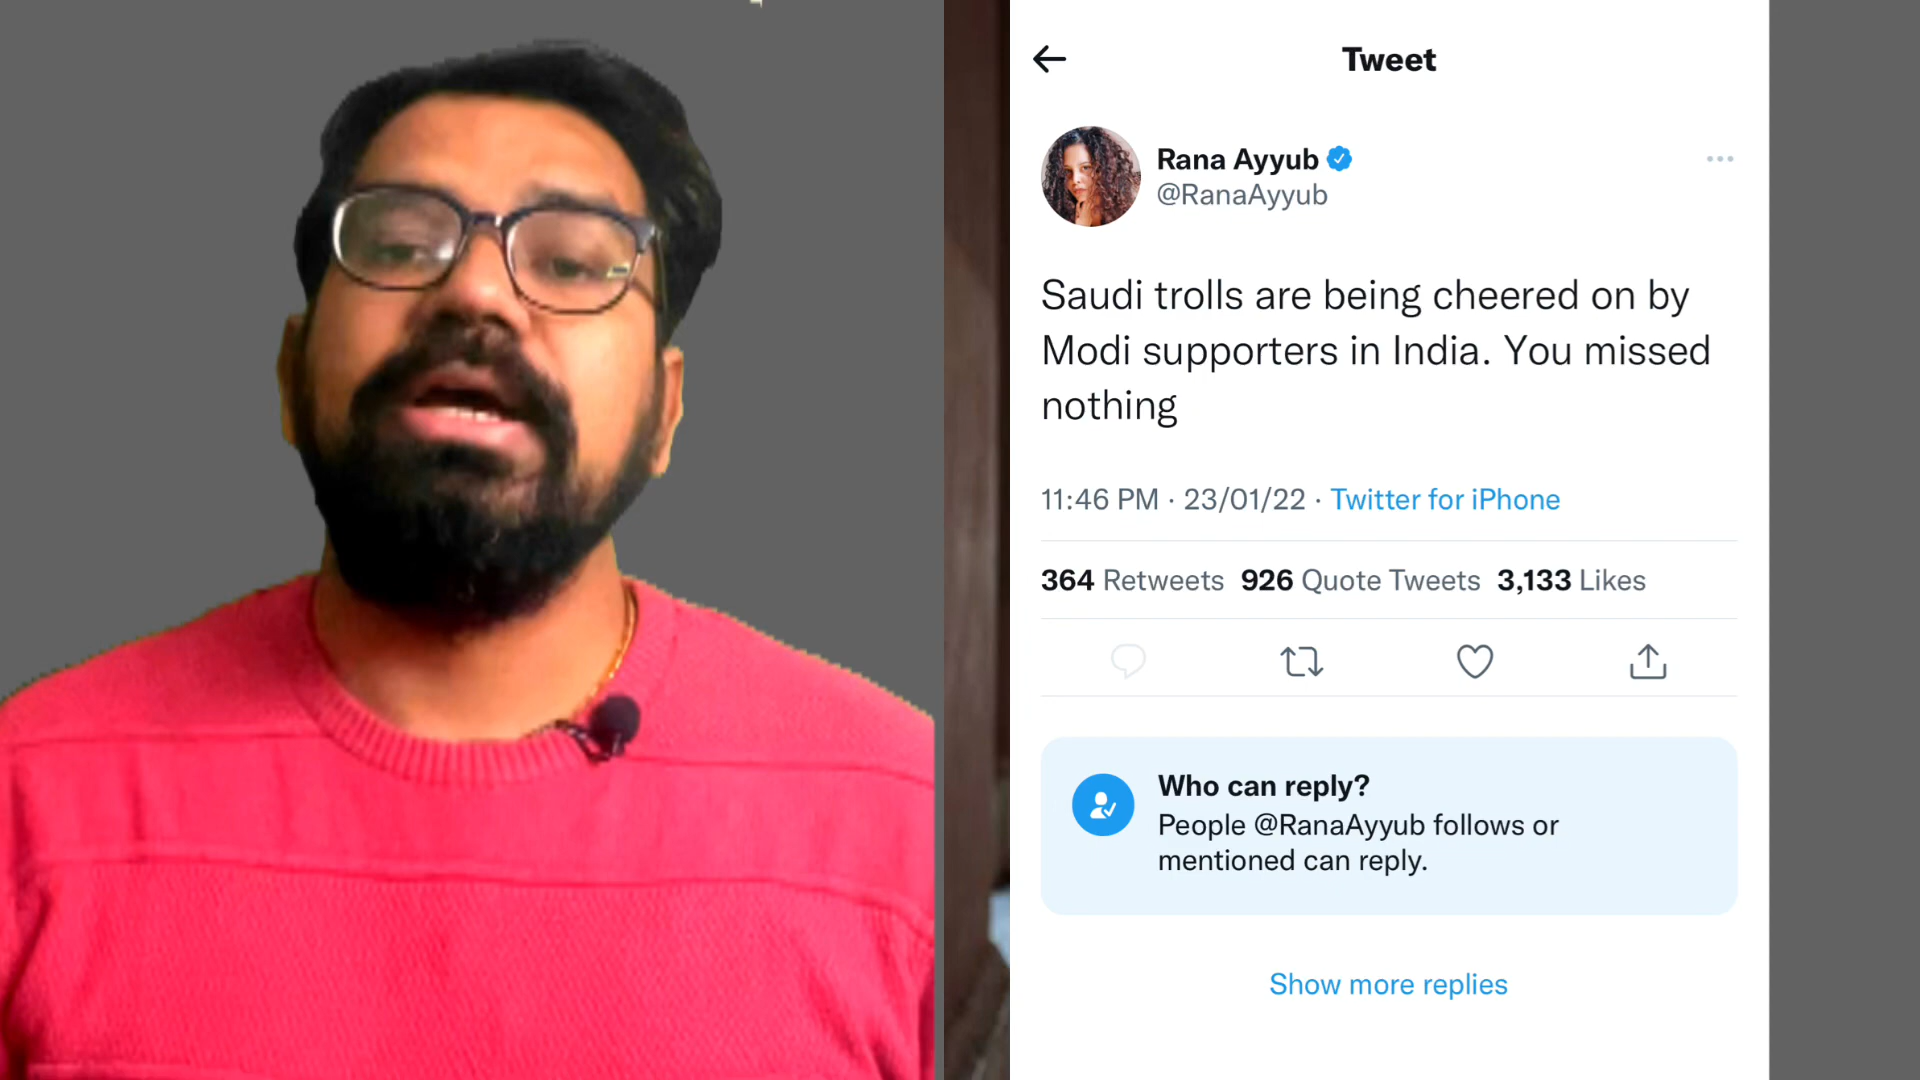 Tweet
Rana Ayyub
@RanaAyyub
Saudi trolls are being cheered on by
Modi supporters in India. You missed
nothing
11:46 PM · 23/01/22 · Twitter for iPhone
364 Retweets 926 Quote Tweets 3,133 Likes
Who can reply?
People @RanaAyyub follows or
mentioned can reply.
Show more replies